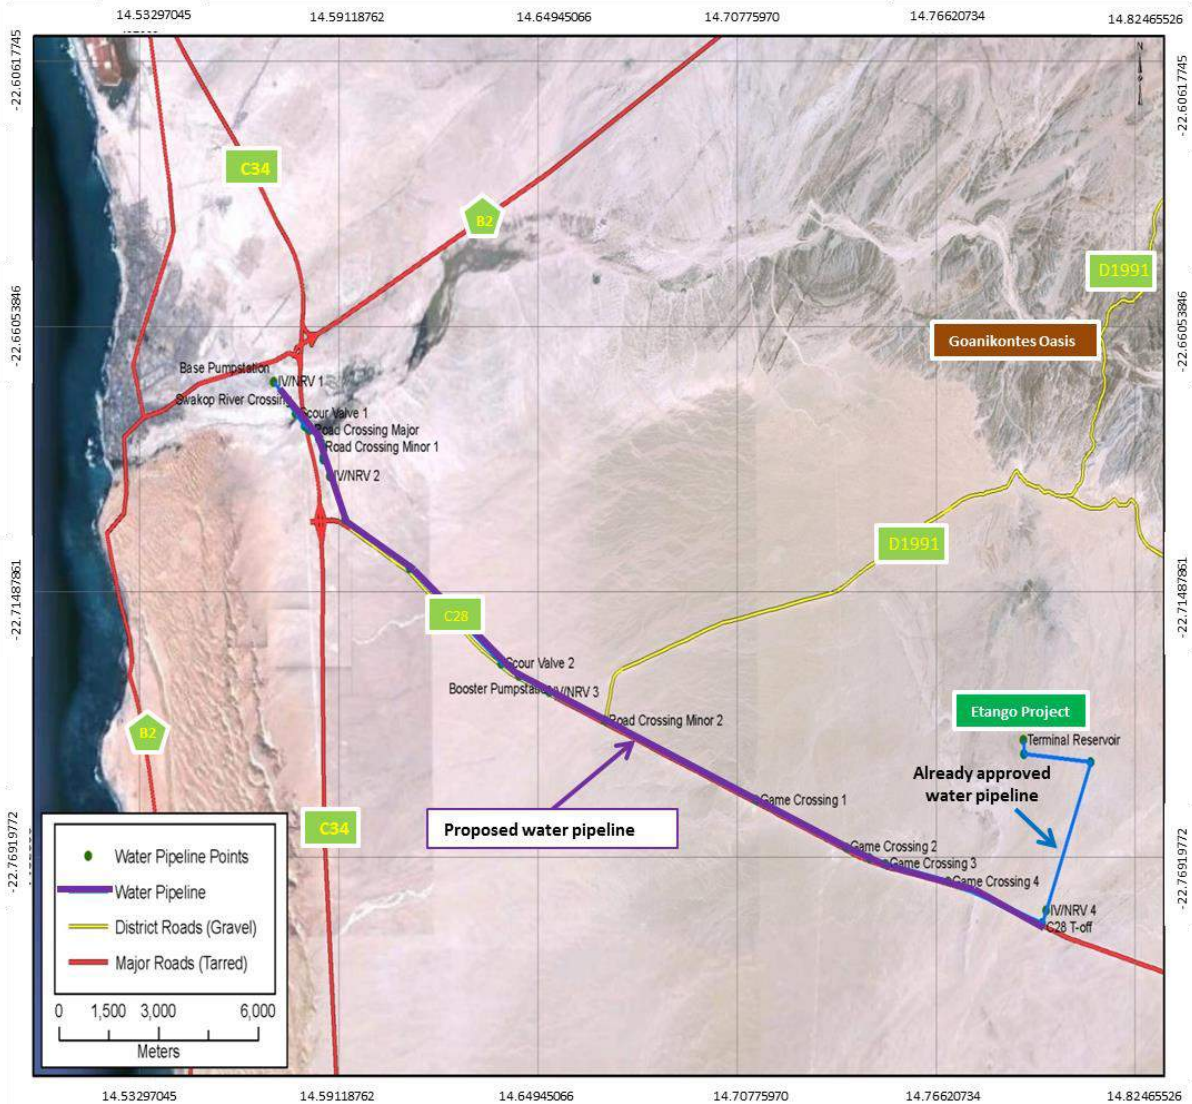 14.53297045 14.59118762 14.64945066 14.70775970 14.76620734 14.82465526
-22.60617745
-22.60617745
N
C34
B2
D1991
-22.66053846
-22.66053846
Goanikontes Oasis
Base Pumpstation
IV/NRV 1
Swakop River Crossing
Scour Valve 1
Road Crossing Major
Road Crossing Minor 1
IV/NRV 2
D1991
-22.71487861
-22.71487861
C28
Scour Valve 2
Booster Pumpstation
IV/NRV 3
Road Crossing Minor 2
Etango Project
B2
Terminal Reservoir
Already approved
water pipeline
Game Crossing 1
C34
Proposed water pipeline
Game Crossing 2
Game Crossing 3
Game Crossing 4
-22.76919772
-22.76919772
IV/NRV 4
C28 T-off
Water Pipeline Points
Water Pipeline
District Roads (Gravel)
Major Roads (Tarred)
0 1,500 3,000 6,000
Meters
14.53297045 14.59118762 14.64945066 14.70775970 14.76620734 14.82465526